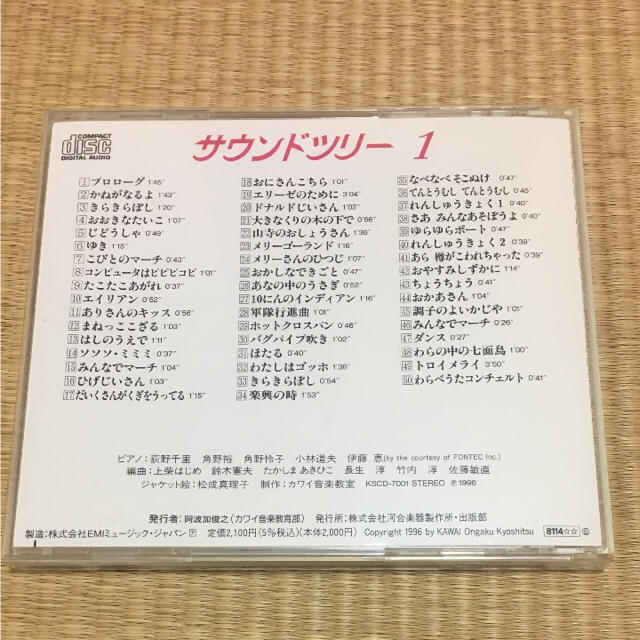 COMPACT
disc
DIGITAL AUDIO
サウンドツリー 1
1 プロローグ 1'45"
2 かねがなるよ 1'43"
3 きらきらぼし 1'20"
4 おおきなたいこ 1'07"
5 じどうしゃ 0'49"
6 ゆき 1'15"
7 こびとのマーチ 0'43"
8 コンピュータはピピピコピ 1'01"
9 たこたこあがれ 0'37"
10 エイリアン 0'52"
11 ありさんのキッス 0'56"
12 まねっこざる 1'03"
13 はしのうえで 1'11"
14 ソソソ・ミミミ 0'37"
15 みんなでマーチ 1'04"
16 ひげじいさん 1'03"
17 だいくさんがくぎをうってる 1'15"
18 おにさんこちら 1'01"
19 エリーゼのために 3'04"
20 ドナルドじいさん 1'02"
21 大きなくりの木の下で 0'56"
22 山寺のおしょうさん 1'36"
23 メリーゴーランド 1'16"
24 メリーさんのひつじ 1'07"
25 おかしなできごと 0'47"
26 あなの中のうさぎ 0'52"
27 10にんのインディアン 1'16"
28 軍隊行進曲 1'01"
29 ホットクロスバン 0'46"
30 バグパイプ吹き 1'02"
31 ほたる 0'40"
32 わたしはゴッホ 1'36"
33 きらきらぼし 0'54"
34 楽興の時 1'53"
35 なべなべ そこぬけ 0'47"
36 てんとうむし てんとうむし 0'45"
37 れんしゅうきょく1 0'40"
38 さあ みんなあそぼうよ 0'40"
39 ゆらゆらボート 0'47"
40 れんしゅうきょく2 0'39"
41 あら 樽がこわれちゃった 0'39"
42 おやすみしずかに 1'14"
43 ちょうちょう 0'41"
44 おかあさん 1'04"
45 調子のよいかじや 1'01"
46 みんなでマーチ 0'26"
47 ダンス 0'27"
48 わらの中の七面鳥 1'00"
49 トロイメライ 3'50"
50 わらべうたコンチェルト 0'41"
ピアノ：荻野千里 角野裕 角野怜子 小林道夫 伊藤 恵(by the courtesy of FONTEC Inc.)
編曲：上柴はじめ 鈴木憲夫 たかしま あきひこ 長生 淳 竹内 淳 佐藤敏直
ジャケット絵：松成真理子 制作：カワイ音楽教室 KSCD-7001 STEREO ℗1996
発行者：阿波加俊之(カワイ音楽教育部) 発行所：株式会社河合楽器製作所・出版部
製造：株式会社EMIミュージック・ジャパン 定価2,100円(5%税込)(本体2,000円) Copyright 1996 by KAWAI Ongaku Kyoshitsu
8114☆☆